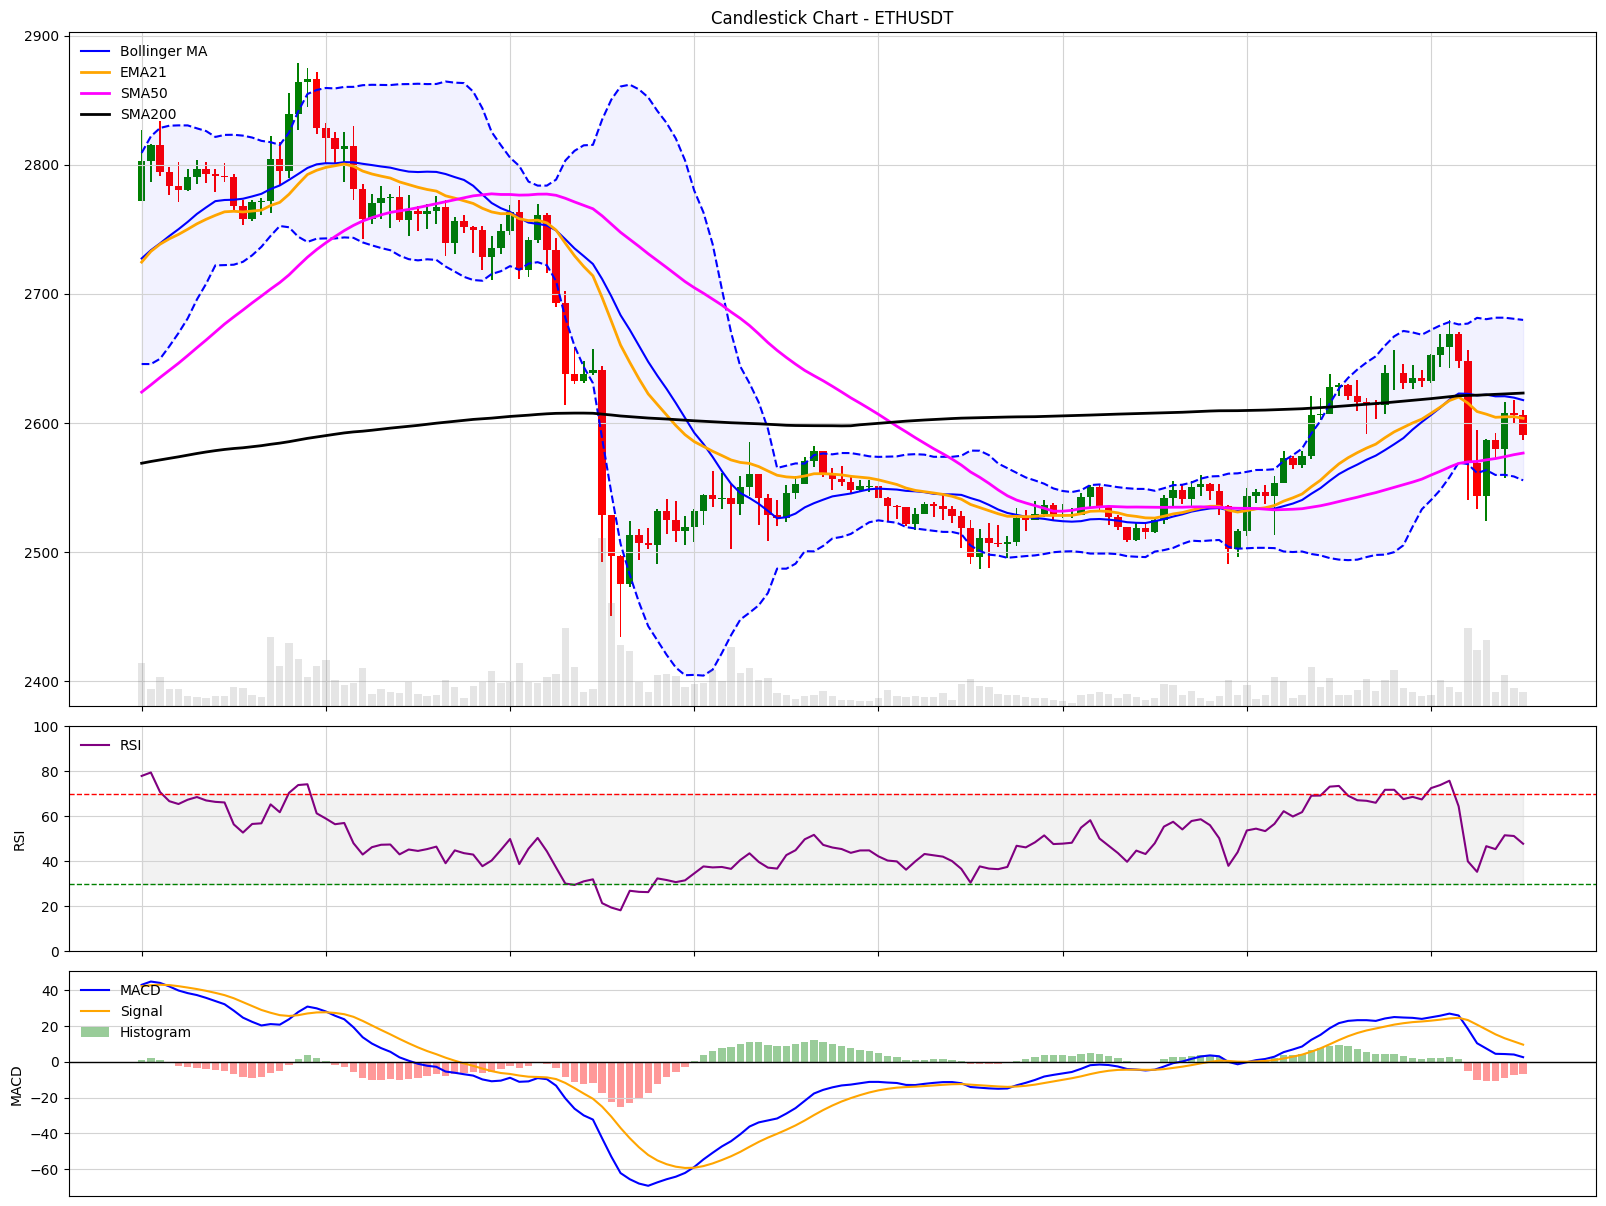 Candlestick Chart - ETHUSDT
2900
2800
2700
2600
2500
2400
Bollinger MA
EMA21
SMA50
SMA200
100
80
60
40
20
0
RSI
RSI
40
20
0
−20
−40
−60
MACD
MACD
Signal
Histogram